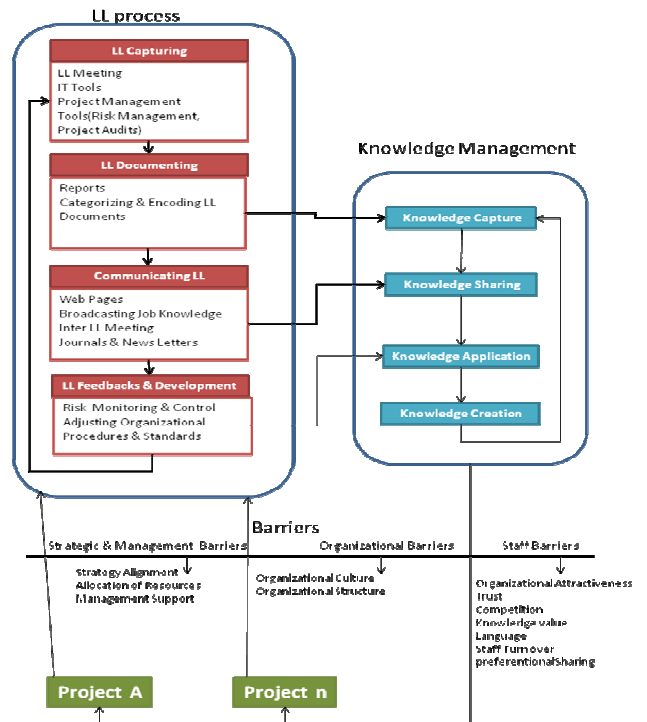 LL process
LL Capturing
LL Meeting
IT Tools
Project Management
Tools(Risk Management,
Project Audits)
LL Documenting
Reports
Categorizing & Encoding LL
Documents
Communicating LL
Web Pages
Broadcasting Job Knowledge
Inter LL Meeting
Journals & News Letters
LL Feedbacks & Development
Risk Monitoring & Control
Adjusting Organizational
Procedures & Standards
Knowledge Management
Knowledge Capture
Knowledge Sharing
Knowledge Application
Knowledge Creation
Barriers
Strategic & Management Barriers
Strategy Alignment
Allocation of Resources
Management Support
Organizational Barriers
Organizational Culture
Organizational Structure
Staff Barriers
Organizational Attractiveness
Trust
Competition
Knowledge value
Language
Staff Turnover
preferentionalSharing
Project A
Project n